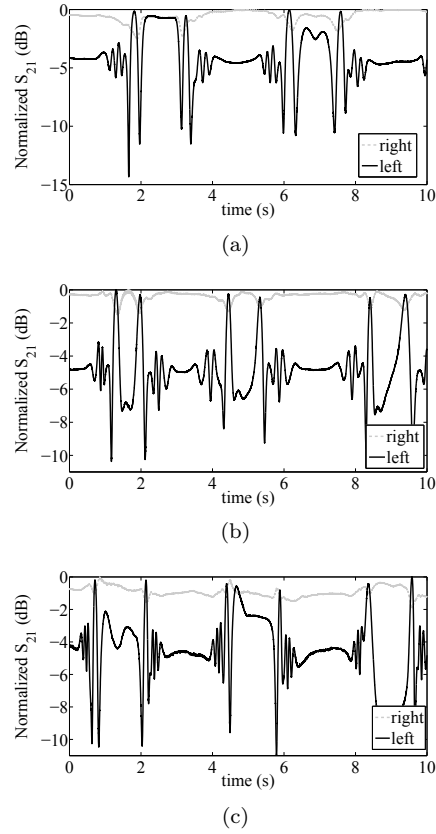 0
−5
−10
−15
0 2 4 6 8 10
Normalized S21 (dB)
time (s)
right
left
(a)
0
−2
−4
−6
−8
−10
0 2 4 6 8 10
Normalized S21 (dB)
time (s)
right
left
(b)
0
−2
−4
−6
−8
−10
0 2 4 6 8 10
Normalized S21 (dB)
time (s)
right
left
(c)